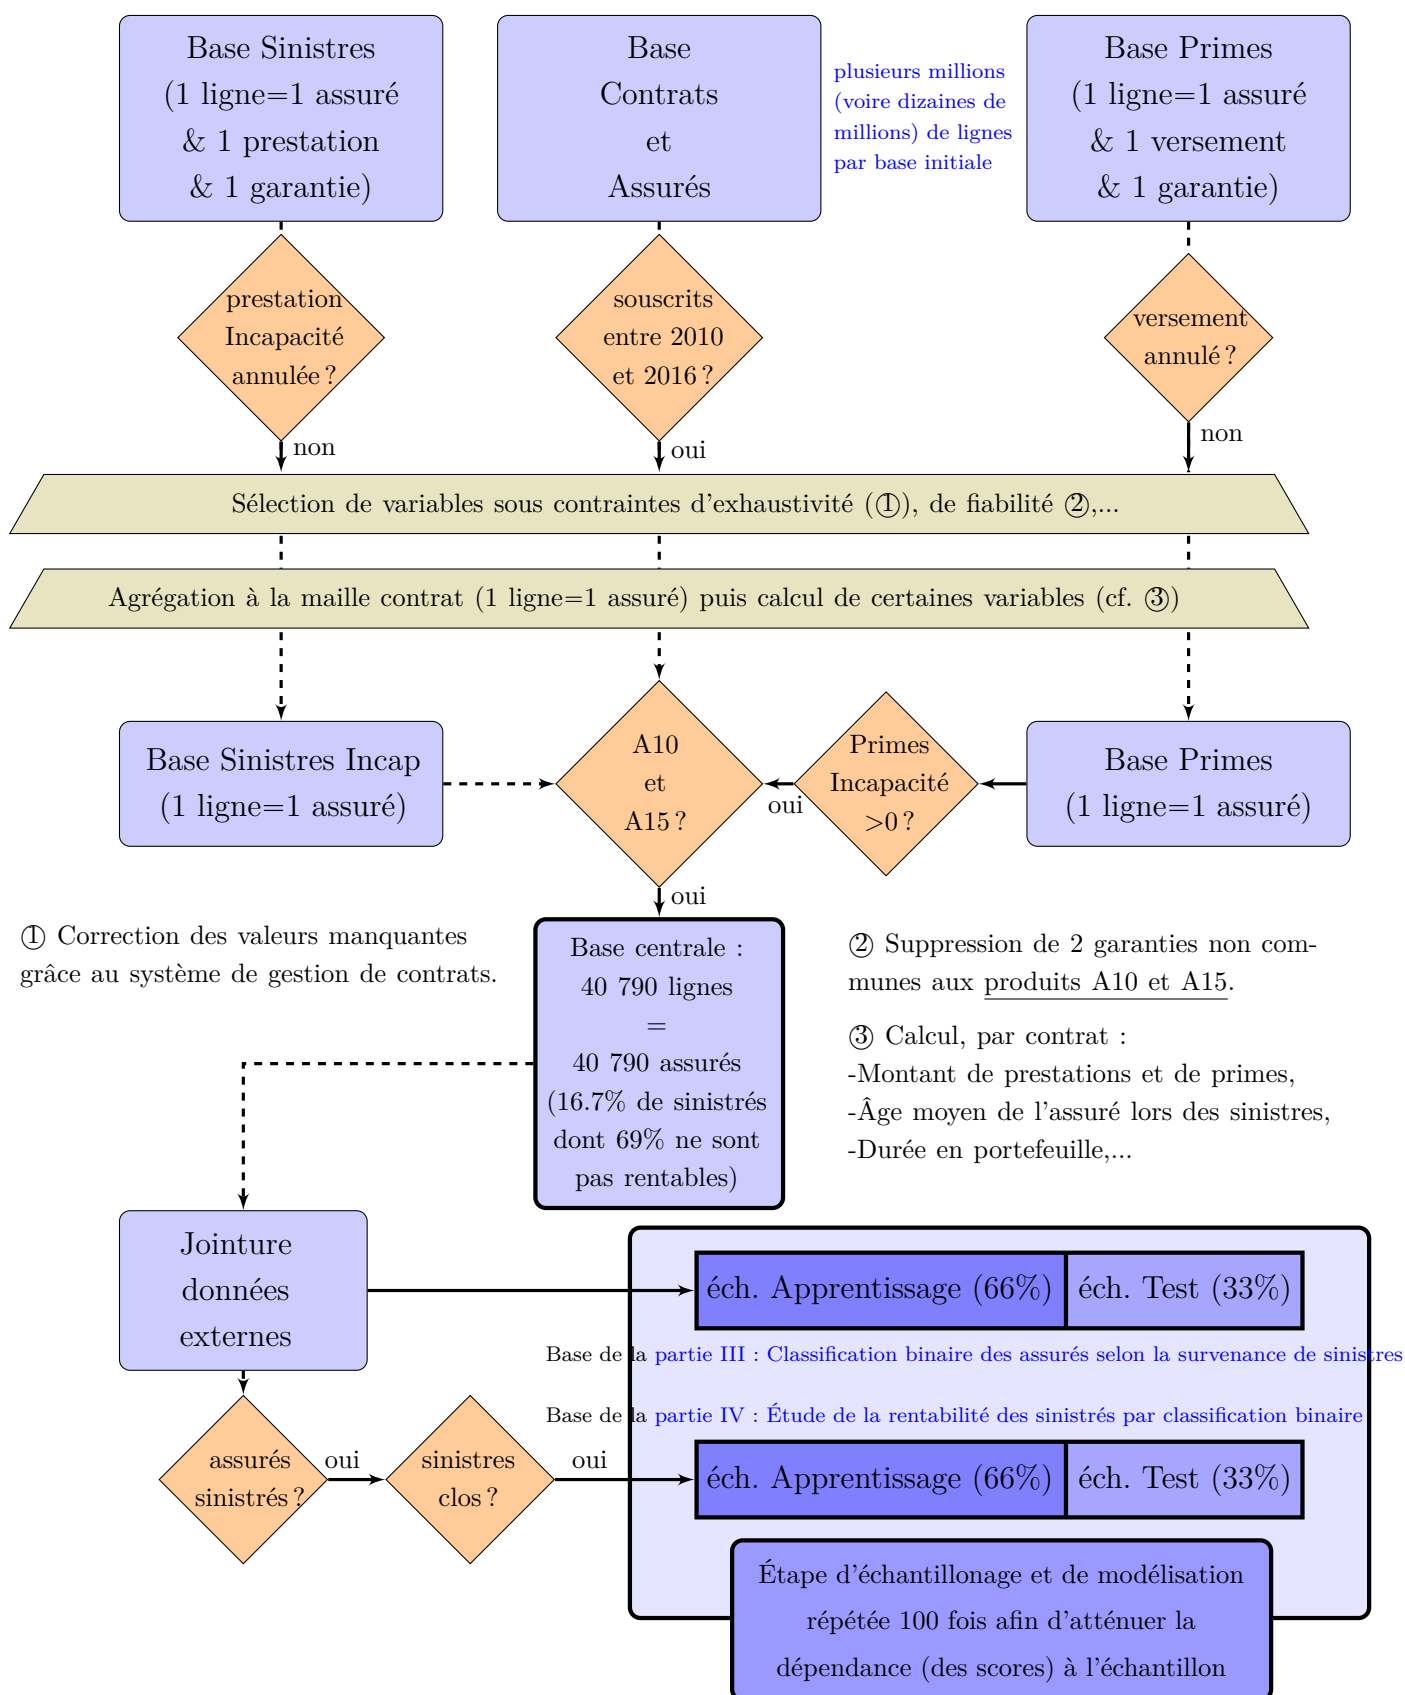 Base Sinistres
(1 ligne=1 assuré
& 1 prestation
& 1 garantie)
Base
Contrats
et
Assurés
plusieurs millions
(voire dizaines de
millions) de lignes
par base initiale
Base Primes
(1 ligne=1 assuré
& 1 versement
& 1 garantie)
prestation
Incapacité
annulée ?
souscrits
entre 2010
et 2016 ?
versement
annulé ?
non
oui
non
Sélection de variables sous contraintes d'exhaustivité (①), de fiabilité ②,...
Agrégation à la maille contrat (1 ligne=1 assuré) puis calcul de certaines variables (cf. ③)
Base Sinistres Incap
(1 ligne=1 assuré)
A10
et
A15 ?
oui
Primes
Incapacité
>0 ?
Base Primes
(1 ligne=1 assuré)
oui
① Correction des valeurs manquantes
grâce au système de gestion de contrats.
Base centrale :
40 790 lignes
=
40 790 assurés
(16.7% de sinistrés
dont 69% ne sont
pas rentables)
② Suppression de 2 garanties non com-
munes aux produits A10 et A15.
③ Calcul, par contrat :
-Montant de prestations et de primes,
-Âge moyen de l'assuré lors des sinistres,
-Durée en portefeuille,...
Jointure
données
externes
éch. Apprentissage (66%)
éch. Test (33%)
Base de la partie III : Classification binaire des assurés selon la survenance de sinistres
Base de la partie IV : Étude de la rentabilité des sinistrés par classification binaire
assurés
sinistrés ?
oui
sinistres
clos ?
oui
éch. Apprentissage (66%)
éch. Test (33%)
Étape d'échantillonage et de modélisation
répétée 100 fois afin d'atténuer la
dépendance (des scores) à l'échantillon